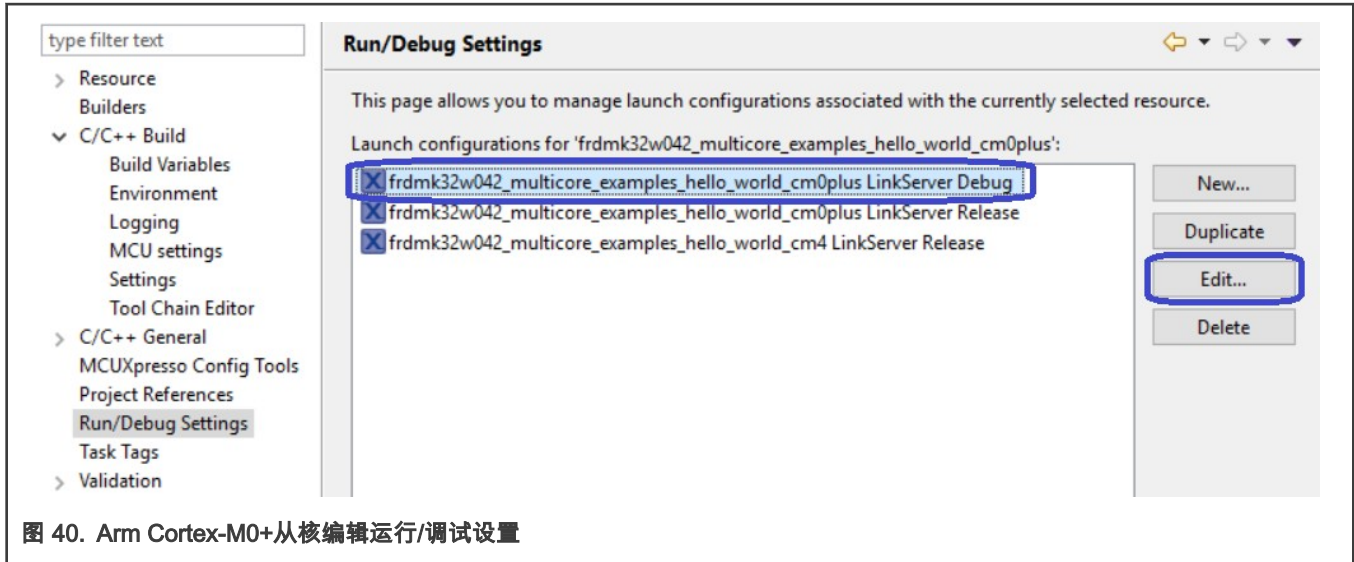 type filter text
Resource
Builders
C/C++ Build
Build Variables
Environment
Logging
MCU settings
Settings
Tool Chain Editor
C/C++ General
MCUXpresso Config Tools
Project References
Run/Debug Settings
Task Tags
Validation
Run/Debug Settings
This page allows you to manage launch configurations associated with the currently selected resource.
Launch configurations for 'frdmk32w042_multicore_examples_hello_world_cm0plus':
frdmk32w042_multicore_examples_hello_world_cm0plus LinkServer Debug
frdmk32w042_multicore_examples_hello_world_cm0plus LinkServer Release
frdmk32w042_multicore_examples_hello_world_cm4 LinkServer Release
New...
Duplicate
Edit...
Delete
图 40. Arm Cortex-M0+从核编辑运行/调试设置